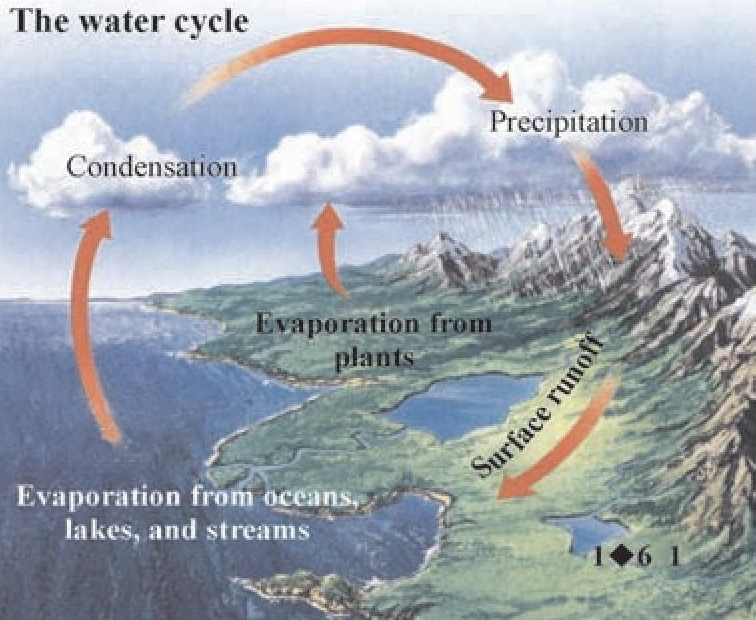 The water cycle
Precipitation
Condensation
Evaporation from
plants
Surface runoff
Evaporation from oceans,
lakes, and streams
1◆6 1